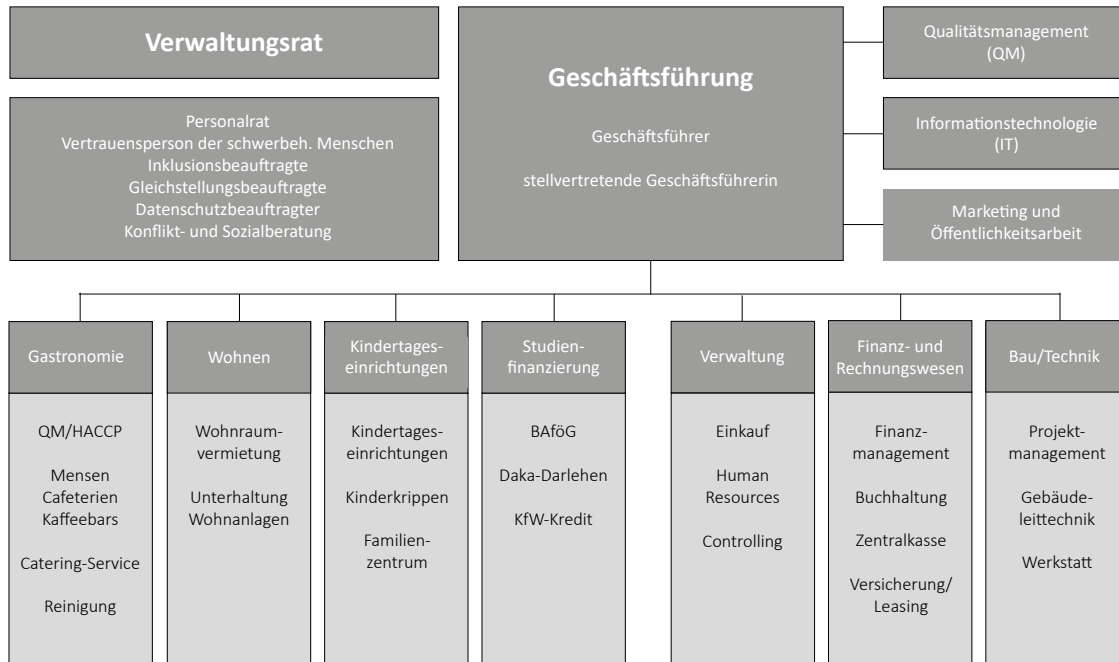 Verwaltungsrat
Personalrat
Vertrauensperson der schwerbeh. Menschen
Inklusionsbeauftragte
Gleichstellungsbeauftragte
Datenschutzbeauftragter
Konflikt- und Sozialberatung
Geschäftsführung
Geschäftsführer
stellvertretende Geschäftsführerin
Qualitätsmanagement
(QM)
Informationstechnologie
(IT)
Marketing und
Öffentlichkeitsarbeit
Gastronomie
QM/HACCP
Mensen
Cafeterien
Kaffeebars
Catering-Service
Reinigung
Wohnen
Wohnraum-
vermietung
Unterhaltung
Wohnanlagen
Kindertages-
einrichtungen
Kindertages-
einrichtungen
Kinderkrippen
Familien-
zentrum
Studien-
finanzierung
BAföG
Daka-Darlehen
KfW-Kredit
Verwaltung
Einkauf
Human
Resources
Controlling
Finanz- und
Rechnungswesen
Finanz-
management
Buchhaltung
Zentralkasse
Versicherung/
Leasing
Bau/Technik
Projekt-
management
Gebäude-
leittechnik
Werkstatt